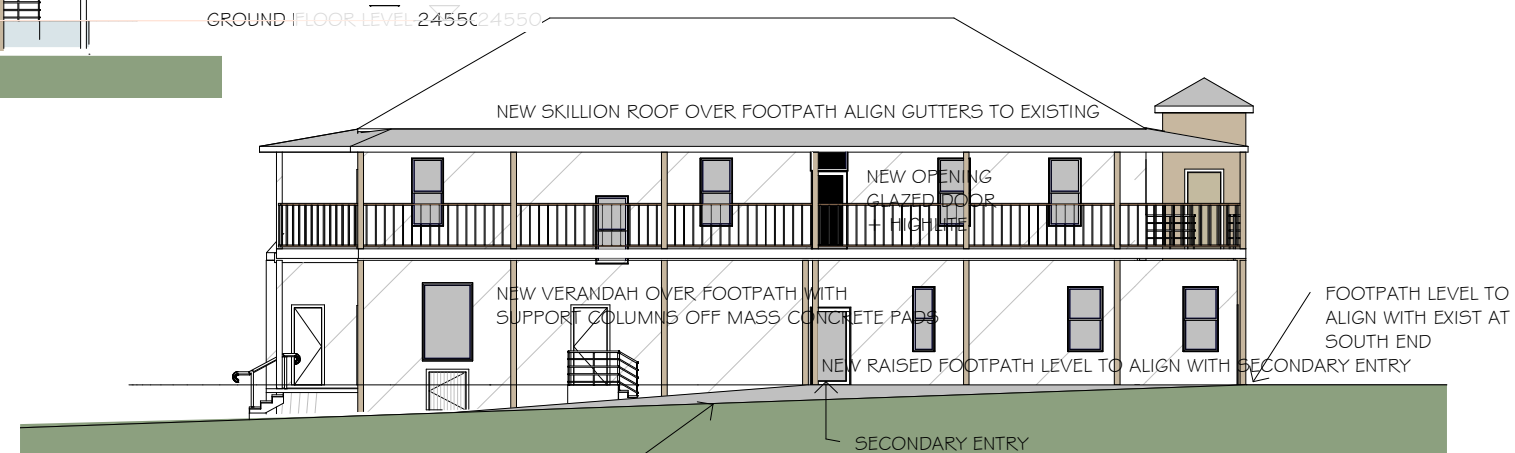 GROUND FLOOR LEVEL 24550 24550
NEW SKILLION ROOF OVER FOOTPATH ALIGN GUTTERS TO EXISTING
NEW OPENING
GLAZED DOOR
+ HIGHLITE
NEW VERANDAH OVER FOOTPATH WITH
SUPPORT COLUMNS OFF MASS CONCRETE PADS
FOOTPATH LEVEL TO
ALIGN WITH EXIST AT
SOUTH END
NEW RAISED FOOTPATH LEVEL TO ALIGN WITH SECONDARY ENTRY
SECONDARY ENTRY